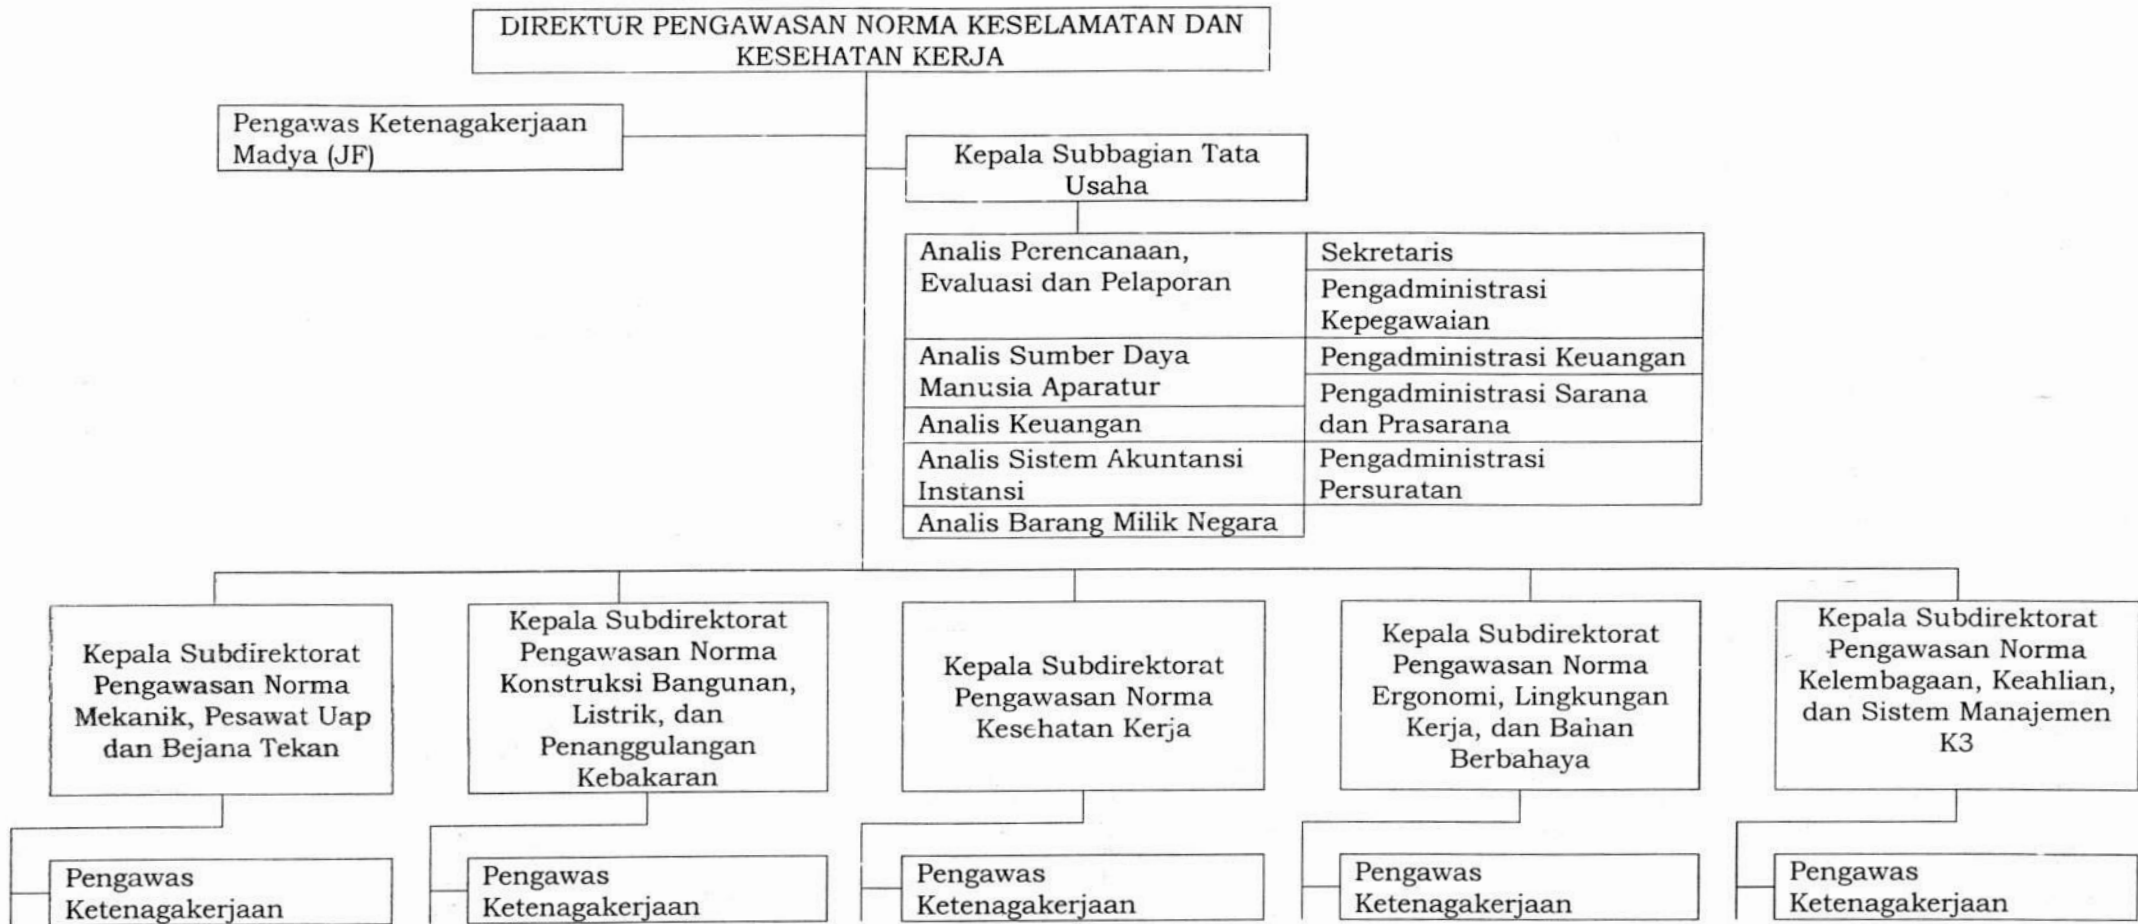 DIREKTUR PENGAWASAN NORMA KESELAMATAN DAN
KESEHATAN KERJA
Pengawas Ketenagakerjaan
Madya (JF)
Kepala Subbagian Tata
Usaha
Analis Perencanaan,
Evaluasi dan Pelaporan
Analis Sumber Daya
Manusia Aparatur
Analis Keuangan
Analis Sistem Akuntansi
Instansi
Analis Barang Milik Negara
Sekretaris
Pengadministrasi
Kepegawaian
Pengadministrasi Keuangan
Pengadministrasi Sarana
dan Prasarana
Pengadministrasi
Persuratan
Kepala Subdirektorat
Pengawasan Norma
Mekanik, Pesawat Uap
dan Bejana Tekan
Kepala Subdirektorat
Pengawasan Norma
Konstruksi Bangunan,
Listrik, dan
Penanggulangan
Kebakaran
Kepala Subdirektorat
Pengawasan Norma
Kesehatan Kerja
Kepala Subdirektorat
Pengawasan Norma
Ergonomi, Lingkungan
Kerja, dan Bahan
Berbahaya
Kepala Subdirektorat
Pengawasan Norma
Kelembagaan, Keahlian,
dan Sistem Manajemen
K3
Pengawas
Ketenagakerjaan
Pengawas
Ketenagakerjaan
Pengawas
Ketenagakerjaan
Pengawas
Ketenagakerjaan
Pengawas
Ketenagakerjaan